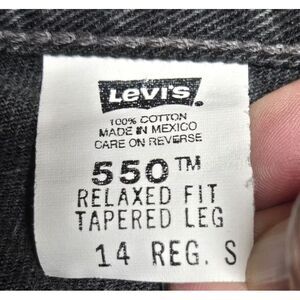 Levi's
100% COTTON
MADE IN MEXICO
CARE ON REVERSE
550™
RELAXED FIT
TAPERED LEG
14 REG. S